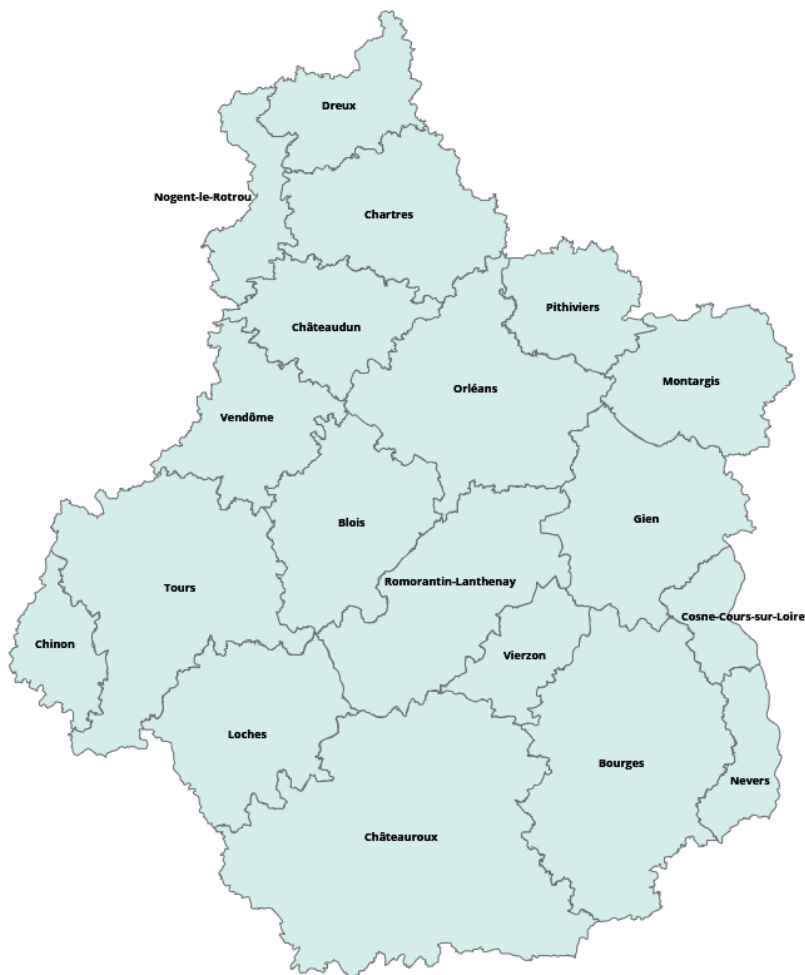 Dreux
Nogent-le-Rotrou
Chartres
Pithiviers
Châteaudun
Montargis
Orléans
Vendôme
Gien
Blois
Romorantin-Lanthenay
Tours
Cosne-Cours-sur-Loire
Chinon
Vierzon
Loches
Bourges
Nevers
Châteauroux